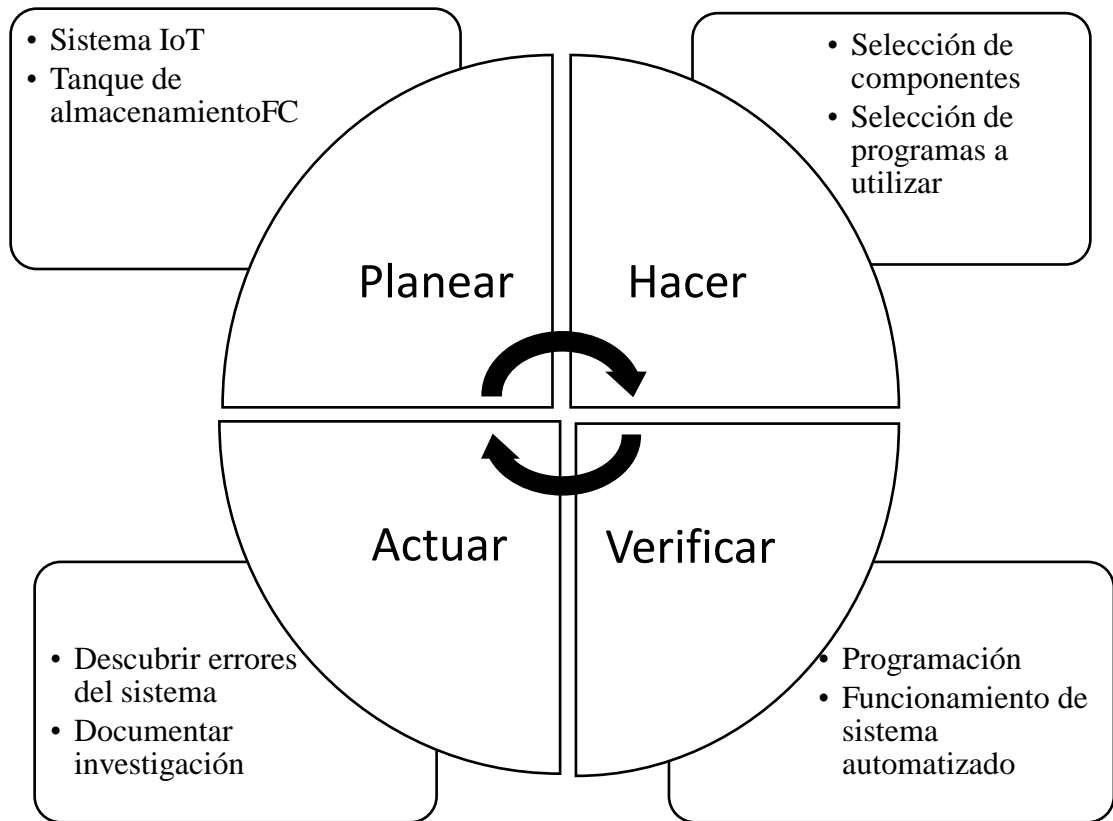 • Sistema IoT
• Tanque de
almacenamientoFC
• Selección de
componentes
• Selección de
programas a
utilizar
Planear
Hacer
Actuar
Verificar
• Descubrir errores
del sistema
• Documentar
investigación
• Programación
• Funcionamiento de
sistema
automatizado